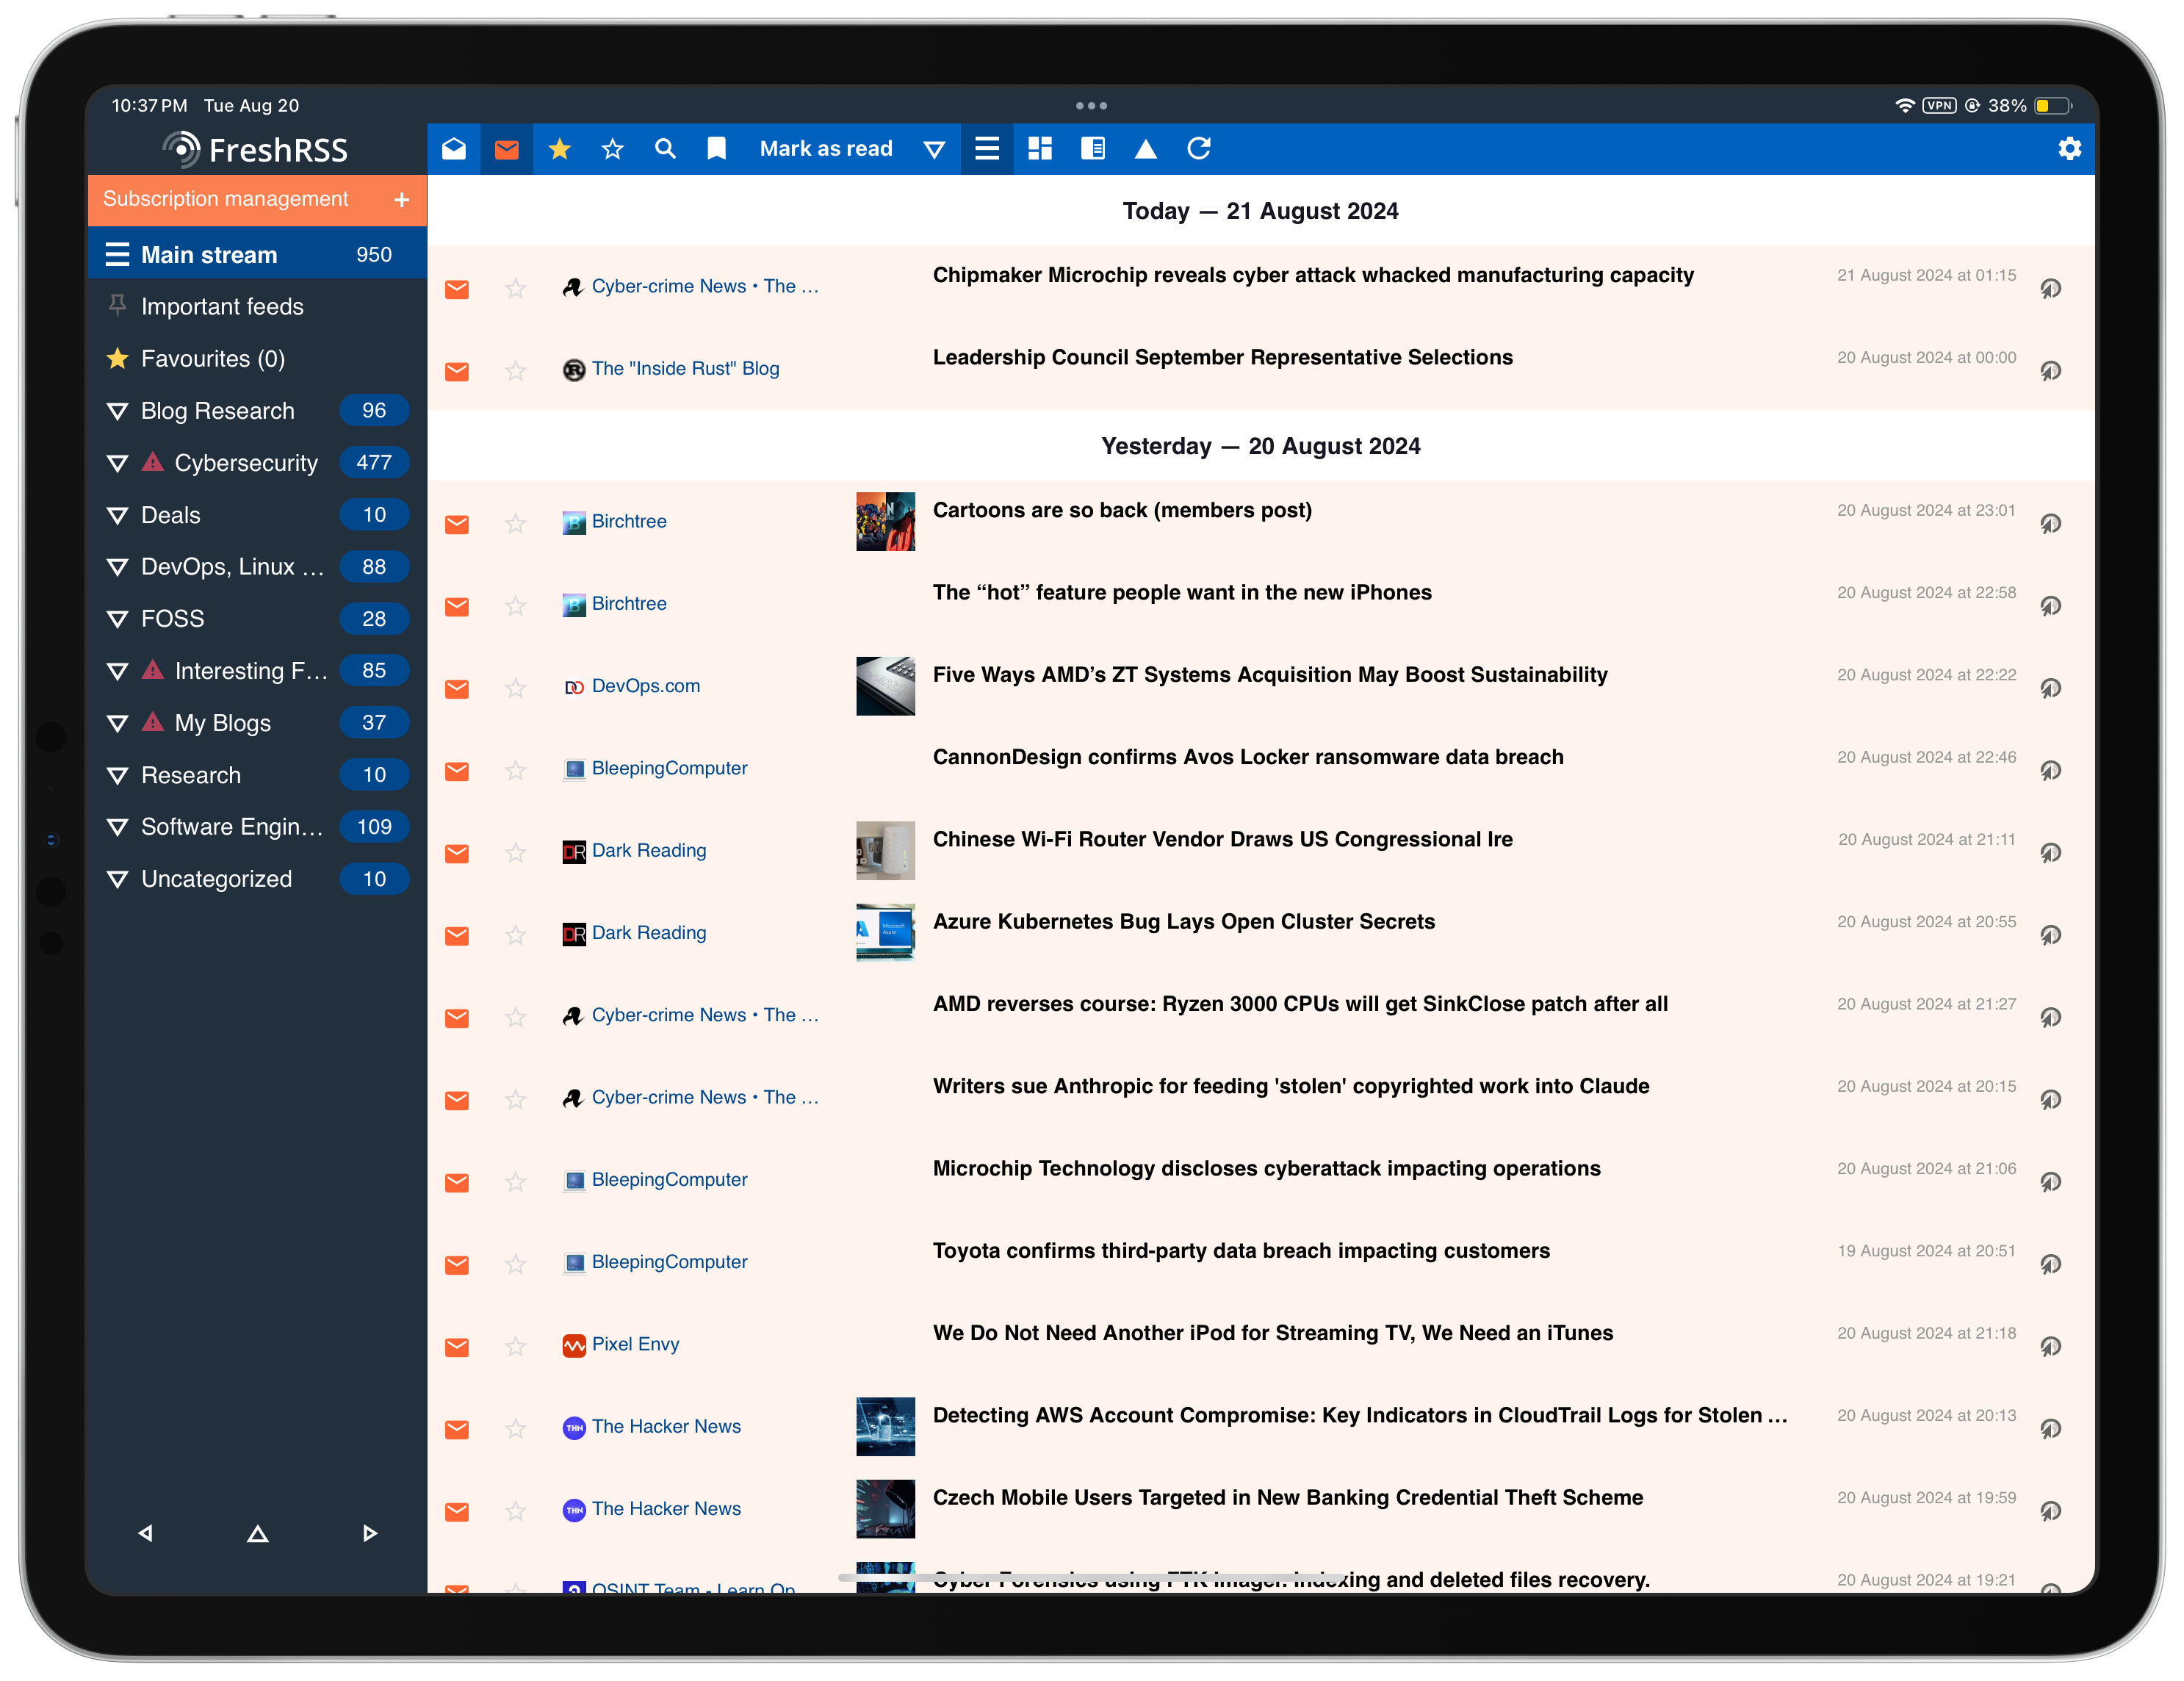 10:37 PM Tue Aug 20
VPN 38%
FreshRSS
Mark as read
Subscription management +
Main stream 950
Important feeds
Favourites (0)
Blog Research 96
Cybersecurity 477
Deals 10
DevOps, Linux … 88
FOSS 28
Interesting F… 85
My Blogs 37
Research 10
Software Engin… 109
Uncategorized 10
Today — 21 August 2024
Cyber-crime News • The … Chipmaker Microchip reveals cyber attack whacked manufacturing capacity 21 August 2024 at 01:15
The "Inside Rust" Blog Leadership Council September Representative Selections 20 August 2024 at 00:00
Yesterday — 20 August 2024
Birchtree Cartoons are so back (members post) 20 August 2024 at 23:01
Birchtree The “hot” feature people want in the new iPhones 20 August 2024 at 22:58
DevOps.com Five Ways AMD’s ZT Systems Acquisition May Boost Sustainability 20 August 2024 at 22:22
BleepingComputer CannonDesign confirms Avos Locker ransomware data breach 20 August 2024 at 22:46
DR Dark Reading Chinese Wi-Fi Router Vendor Draws US Congressional Ire 20 August 2024 at 21:11
DR Dark Reading Microsoft Azure Azure Kubernetes Bug Lays Open Cluster Secrets 20 August 2024 at 20:55
Cyber-crime News • The … AMD reverses course: Ryzen 3000 CPUs will get SinkClose patch after all 20 August 2024 at 21:27
Cyber-crime News • The … Writers sue Anthropic for feeding 'stolen' copyrighted work into Claude 20 August 2024 at 20:15
BleepingComputer Microchip Technology discloses cyberattack impacting operations 20 August 2024 at 21:06
BleepingComputer Toyota confirms third-party data breach impacting customers 19 August 2024 at 20:51
Pixel Envy We Do Not Need Another iPod for Streaming TV, We Need an iTunes 20 August 2024 at 21:18
THN The Hacker News Detecting AWS Account Compromise: Key Indicators in CloudTrail Logs for Stolen … 20 August 2024 at 20:13
THN The Hacker News Czech Mobile Users Targeted in New Banking Credential Theft Scheme 20 August 2024 at 19:59
OSINT Team - Learn Op Cyber Forensics using FTK Imager: Indexing and deleted files recovery. 20 August 2024 at 19:21